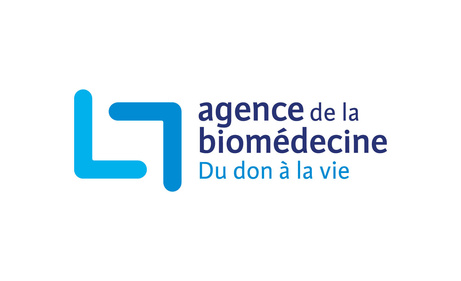 agence de la
biomédecine
Du don à la vie